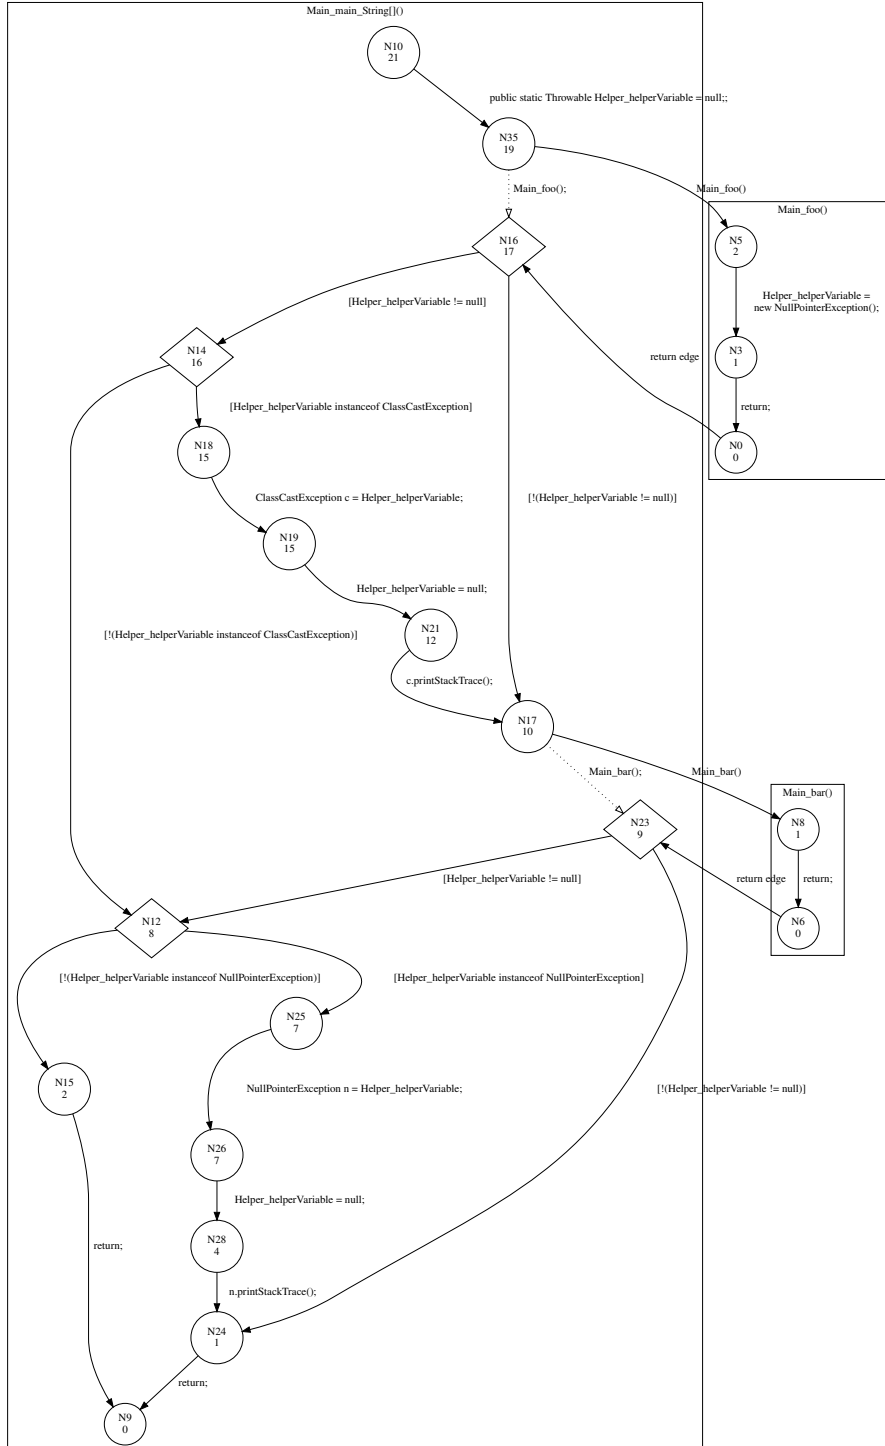 Main_main_String[]()
N10
21
public static Throwable Helper_helperVariable = null;;
N35
19
Main_foo();
Main_foo()
Main_foo()
N16
17
N5
2
[Helper_helperVariable != null]
Helper_helperVariable =
new NullPointerException();
N14
16
return edge
N3
1
return;
[Helper_helperVariable instanceof ClassCastException]
N18
15
N0
0
ClassCastException c = Helper_helperVariable;
[!(Helper_helperVariable != null)]
N19
15
Helper_helperVariable = null;
[!(Helper_helperVariable instanceof ClassCastException)]
N21
12
c.printStackTrace();
N17
10
Main_bar();
Main_bar()
Main_bar()
N23
9
N8
1
[Helper_helperVariable != null]
return edge
return;
N12
8
N6
0
[!(Helper_helperVariable instanceof NullPointerException)]
[Helper_helperVariable instanceof NullPointerException]
N25
7
N15
2
NullPointerException n = Helper_helperVariable;
[!(Helper_helperVariable != null)]
N26
7
Helper_helperVariable = null;
return;
N28
4
n.printStackTrace();
N24
1
return;
N9
0